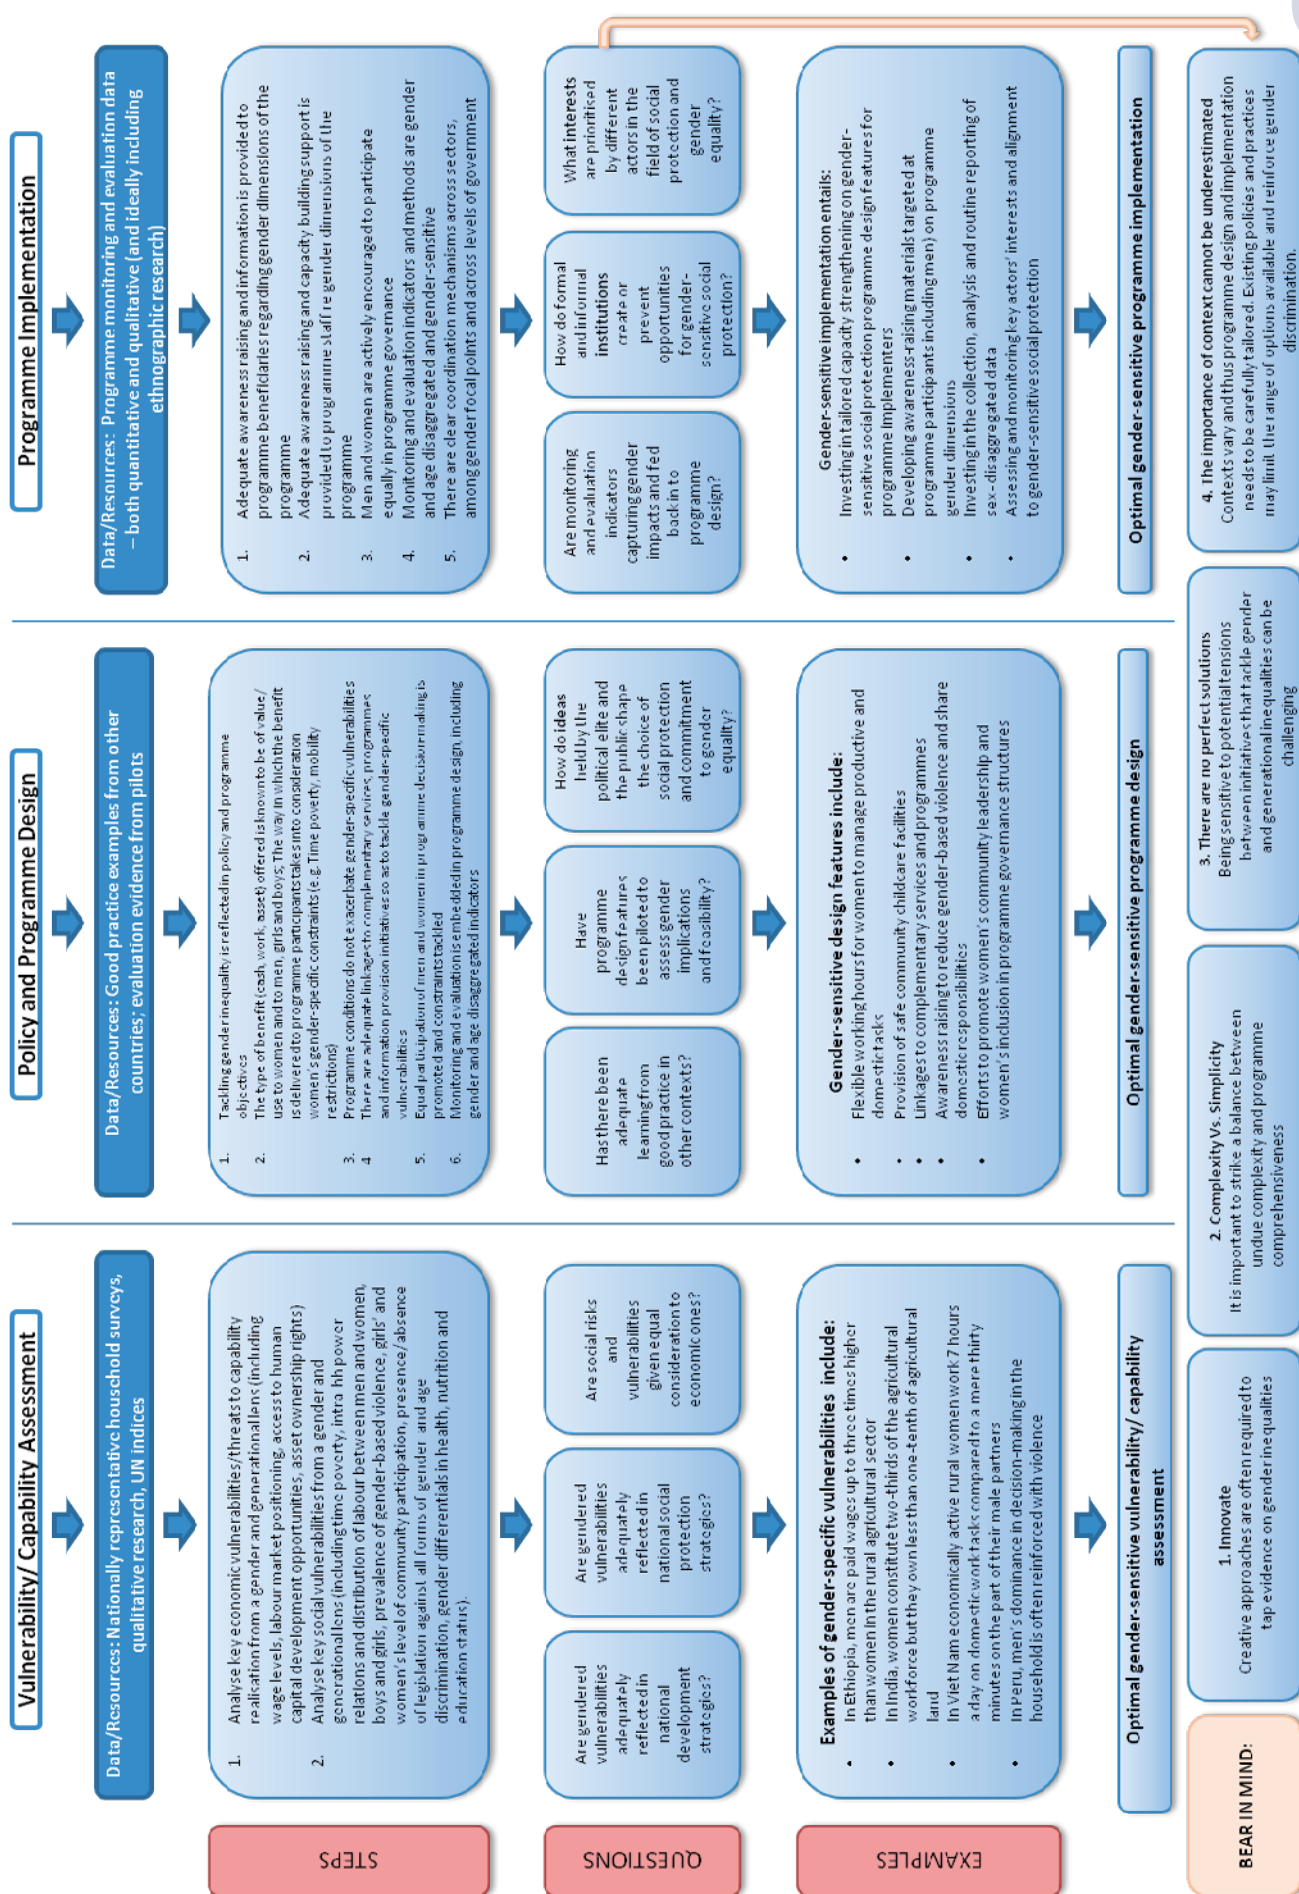 Vulnerability/ Capability Assessment
Data/Resources: Nationally representative household surveys,
qualitative research, UN indices
STEPS
1. Analyse key economic vulnerabilities/threats to capability
realisation from a gender and generational lens (including
wage levels, labour market positioning, access to human
capital development opportunities, asset ownership rights)
2. Analyse key social vulnerabilities from a gender and
generational lens (including time poverty, intra-hh power
relations and distribution of labour between men and women,
boys and girls, prevalence of gender-based violence, girls' and
women's level of community participation, presence/absence
of legislation against all forms of gender and age
discrimination, gender differentials in health, nutrition and
education status).
QUESTIONS
Are gendered
vulnerabilities
adequately
reflected in
national
development
strategies?
Are gendered
vulnerabilities
adequately
reflected in
national social
protection
strategies?
Are social risks
and
vulnerabilities
given equal
consideration to
economic ones?
EXAMPLES
Examples of gender-specific vulnerabilities include:
• In Ethiopia, men are paid wages up to three times higher
than women in the rural agricultural sector
• In India, women constitute two-thirds of the agricultural
workforce but they own less than one-tenth of agricultural
land
• In Viet Nam economically active rural women work 7 hours
a day on domestic work tasks compared to a mere thirty
minutes on the part of their male partners
• In Peru, men's dominance in decision-making in the
household is often reinforced with violence
Optimal gender-sensitive vulnerability/ capability
assessment
Policy and Programme Design
Data/Resources: Good practice examples from other
countries; evaluation evidence from pilots
1. Tackling gender inequality is reflected in policy and programme
objectives
2. The type of benefit (cash, work, asset) offered is known to be of value/
use to women and to men, girls and boys; The way in which the benefit
is delivered to programme participants takes into consideration
women's gender-specific constraints (e.g. Time poverty, mobility
restrictions)
3. Programme conditions do not exacerbate gender-specific vulnerabilities
4 There are adequate linkages to complementary services, programmes
and information provision initiatives so as to tackle gender-specific
vulnerabilities
5. Equal participation of men and women in programme decision-making is
promoted and constraints tackled
6. Monitoring and evaluation is embedded in programme design, including
gender and age disaggregated indicators
Has there been
adequate
learning from
good practice in
other contexts?
Have
programme
design features
been piloted to
assess gender
implications
and feasibility?
How do ideas
held by the
political elite and
the public shape
the choice of
social protection
and commitment
to gender
equality?
Gender-sensitive design features include:
• Flexible working hours for women to manage productive and
domestic tasks
• Provision of safe community childcare facilities
• Linkages to complementary services and programmes
• Awareness raising to reduce gender-based violence and share
domestic responsibilities
• Efforts to promote women's community leadership and
women's inclusion in programme governance structures
Optimal gender-sensitive programme design
Programme Implementation
Data/Resources: Programme monitoring and evaluation data
– both quantitative and qualitative (and ideally including
ethnographic research)
1. Adequate awareness raising and information is provided to
programme beneficiaries regarding gender dimensions of the
programme
2. Adequate awareness raising and capacity building support is
provided to programme staff re gender dimensions of the
programme
3. Men and women are actively encouraged to participate
equally in programme governance
4. Monitoring and evaluation indicators and methods are gender
and age disaggregated and gender-sensitive
5. There are clear coordination mechanisms across sectors,
among gender focal points and across levels of government
Are monitoring
and evaluation
indicators
capturing gender
impacts and fed
back in to
programme
design?
How do formal
and informal
institutions
create or
prevent
opportunities
for gender-
sensitive social
protection?
What interests
are prioritised
by different
actors in the
field of social
protection and
gender
equality?
Gender-sensitive implementation entails:
• Investing in tailored capacity strengthening on gender-
sensitive social protection programme design features for
programme implementers
• Developing awareness-raising materials targeted at
programme participants including men) on programme
gender dimensions
• Investing in the collection, analysis and routine reporting of
sex-disaggregated data
• Assessing and monitoring key actors' interests and alignment
to gender-sensitive social protection
Optimal gender-sensitive programme implementation
BEAR IN MIND:
1. Innovate
Creative approaches are often required to
tap evidence on gender inequalities
2. Complexity Vs. Simplicity
It is important to strike a balance between
undue complexity and programme
comprehensiveness
3. There are no perfect solutions
Being sensitive to potential tensions
between initiatives that tackle gender
and generational inequalities can be
challenging
4. The importance of context cannot be underestimated
Contexts vary and thus programme design and implementation
needs to be carefully tailored. Existing policies and practices
may limit the range of options available and reinforce gender
discrimination.